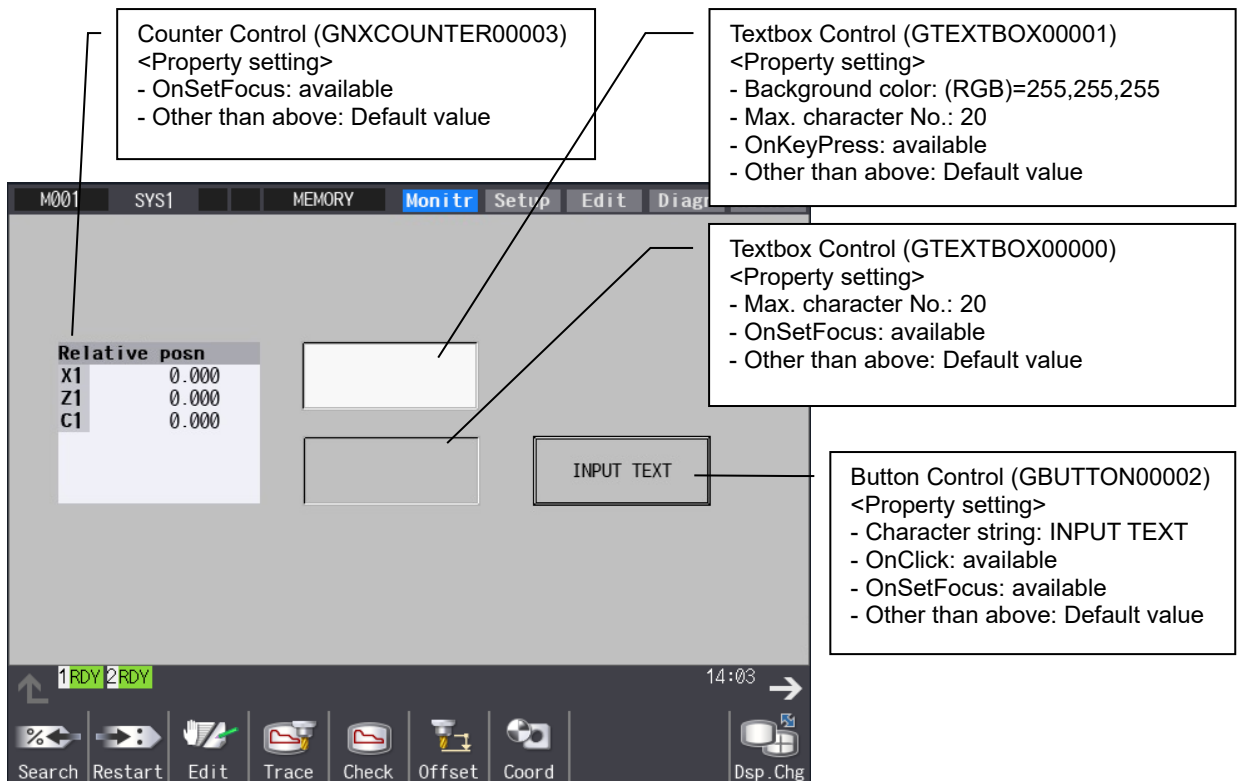 Counter Control (GNXCOUNTER00003)
<Property setting>
- OnSetFocus: available
- Other than above: Default value
Textbox Control (GTEXTBOX00001)
<Property setting>
- Background color: (RGB)=255,255,255
- Max. character No.: 20
- OnKeyPress: available
- Other than above: Default value
M001 SYS1 MEMORY Monitr Setup Edit Diagn
Textbox Control (GTEXTBOX00000)
<Property setting>
- Max. character No.: 20
- OnSetFocus: available
- Other than above: Default value
Relative posn
X1 0.000
Z1 0.000
C1 0.000
INPUT TEXT
Button Control (GBUTTON00002)
<Property setting>
- Character string: INPUT TEXT
- OnClick: available
- OnSetFocus: available
- Other than above: Default value
1 RDY 2 RDY 14:03
Search Restart Edit Trace Check Offset Coord Dsp.Chg